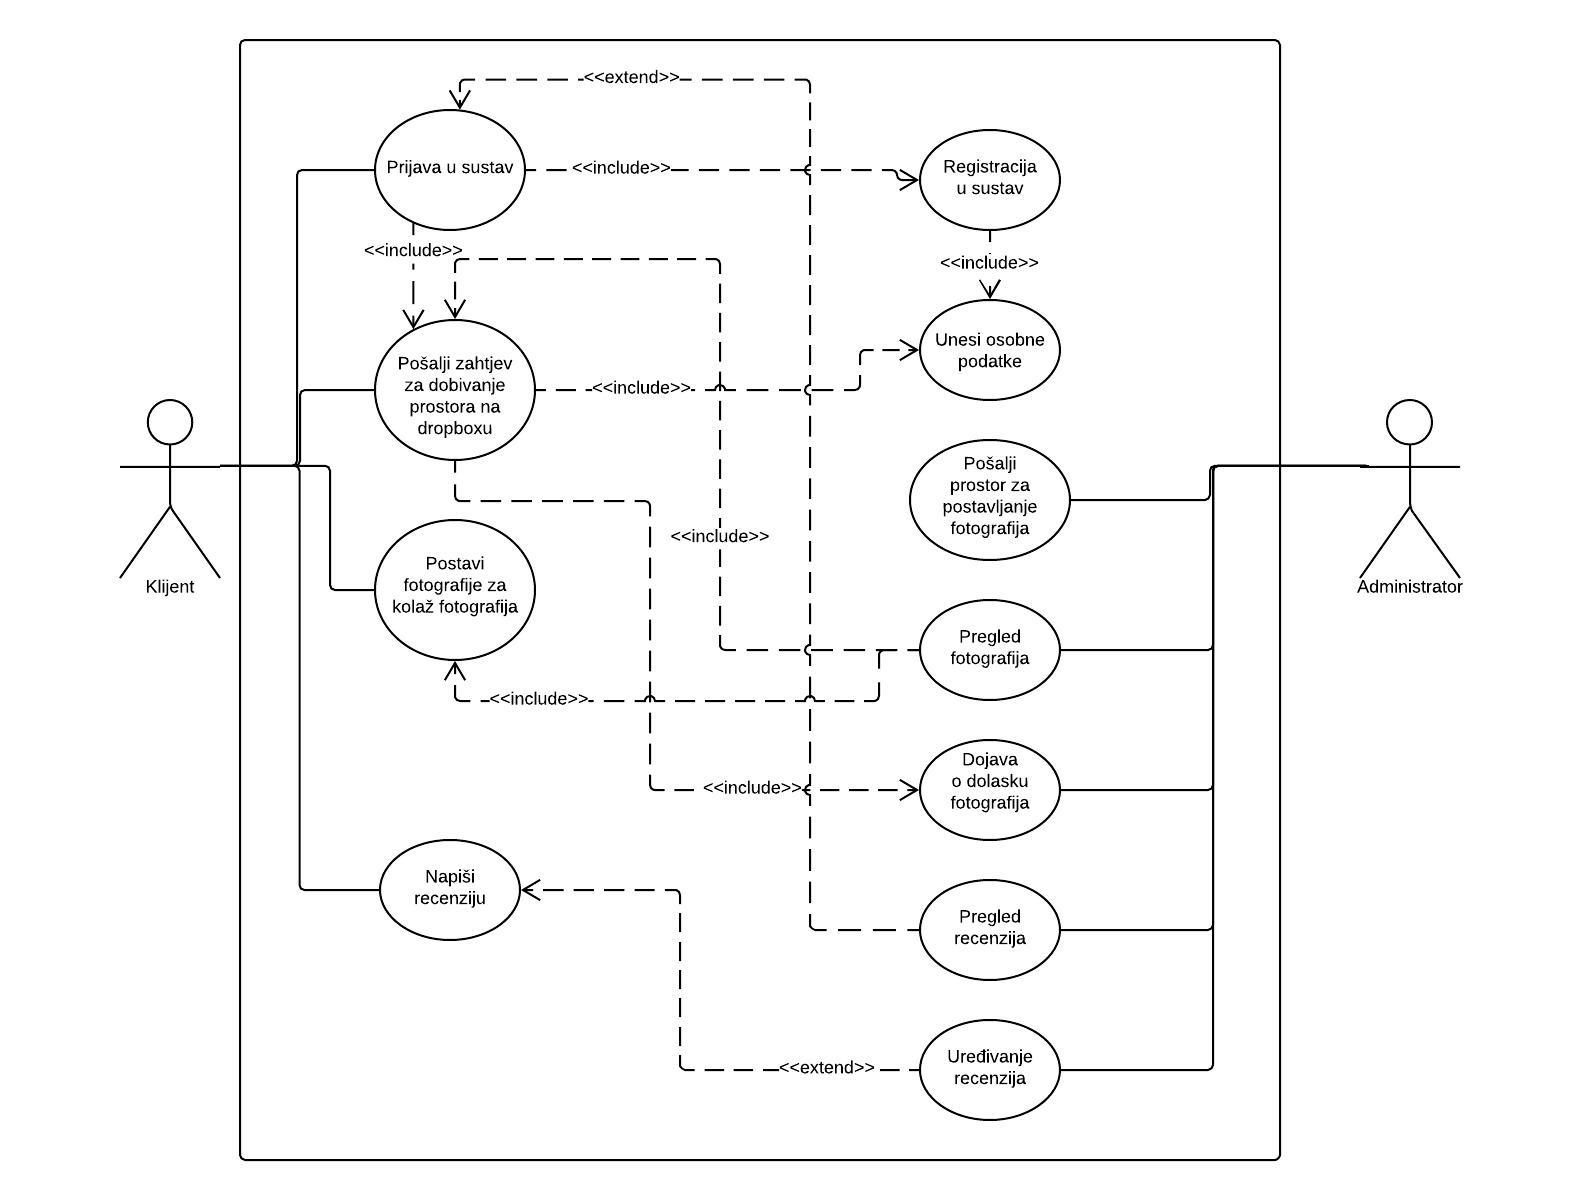 <<extend>>
Prijava u sustav
<<include>>
Registracija
u sustav
<<include>>
<<include>>
Unesi osobne
podatke
Pošalji zahtjev
za dobivanje
prostora na
dropboxu
<<include>>
Pošalji
prostor za
postavljanje
fotografija
Klijent
Administrator
Postavi
fotografije za
kolaž fotografija
<<include>>
Pregled
fotografija
<<include>>
Dojava
o dolasku
fotografija
<<include>>
Napiši
recenziju
Pregled
recenzija
<<extend>>
Uređivanje
recenzija